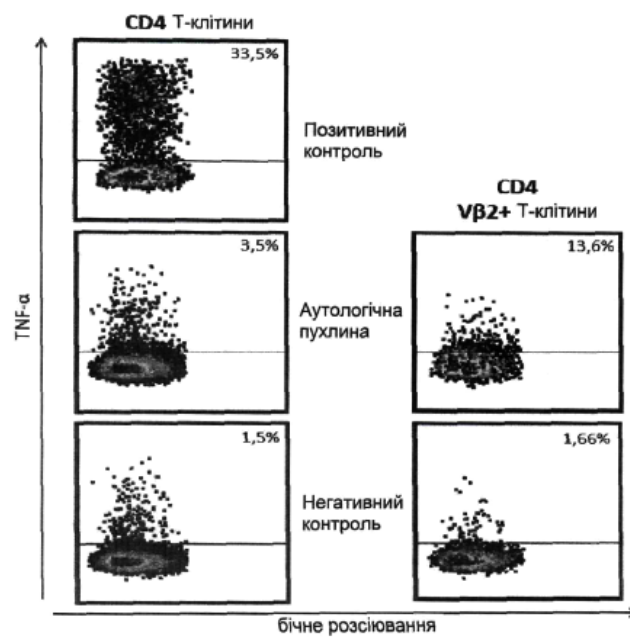 CD4 Т-клітини
33,5%
Позитивний
контроль
CD4
Vβ2+ Т-клітини
3,5%
Аутологічна
пухлина
13,6%
1,5%
Негативний
контроль
1,66%
TNF-α
бічне розсіювання